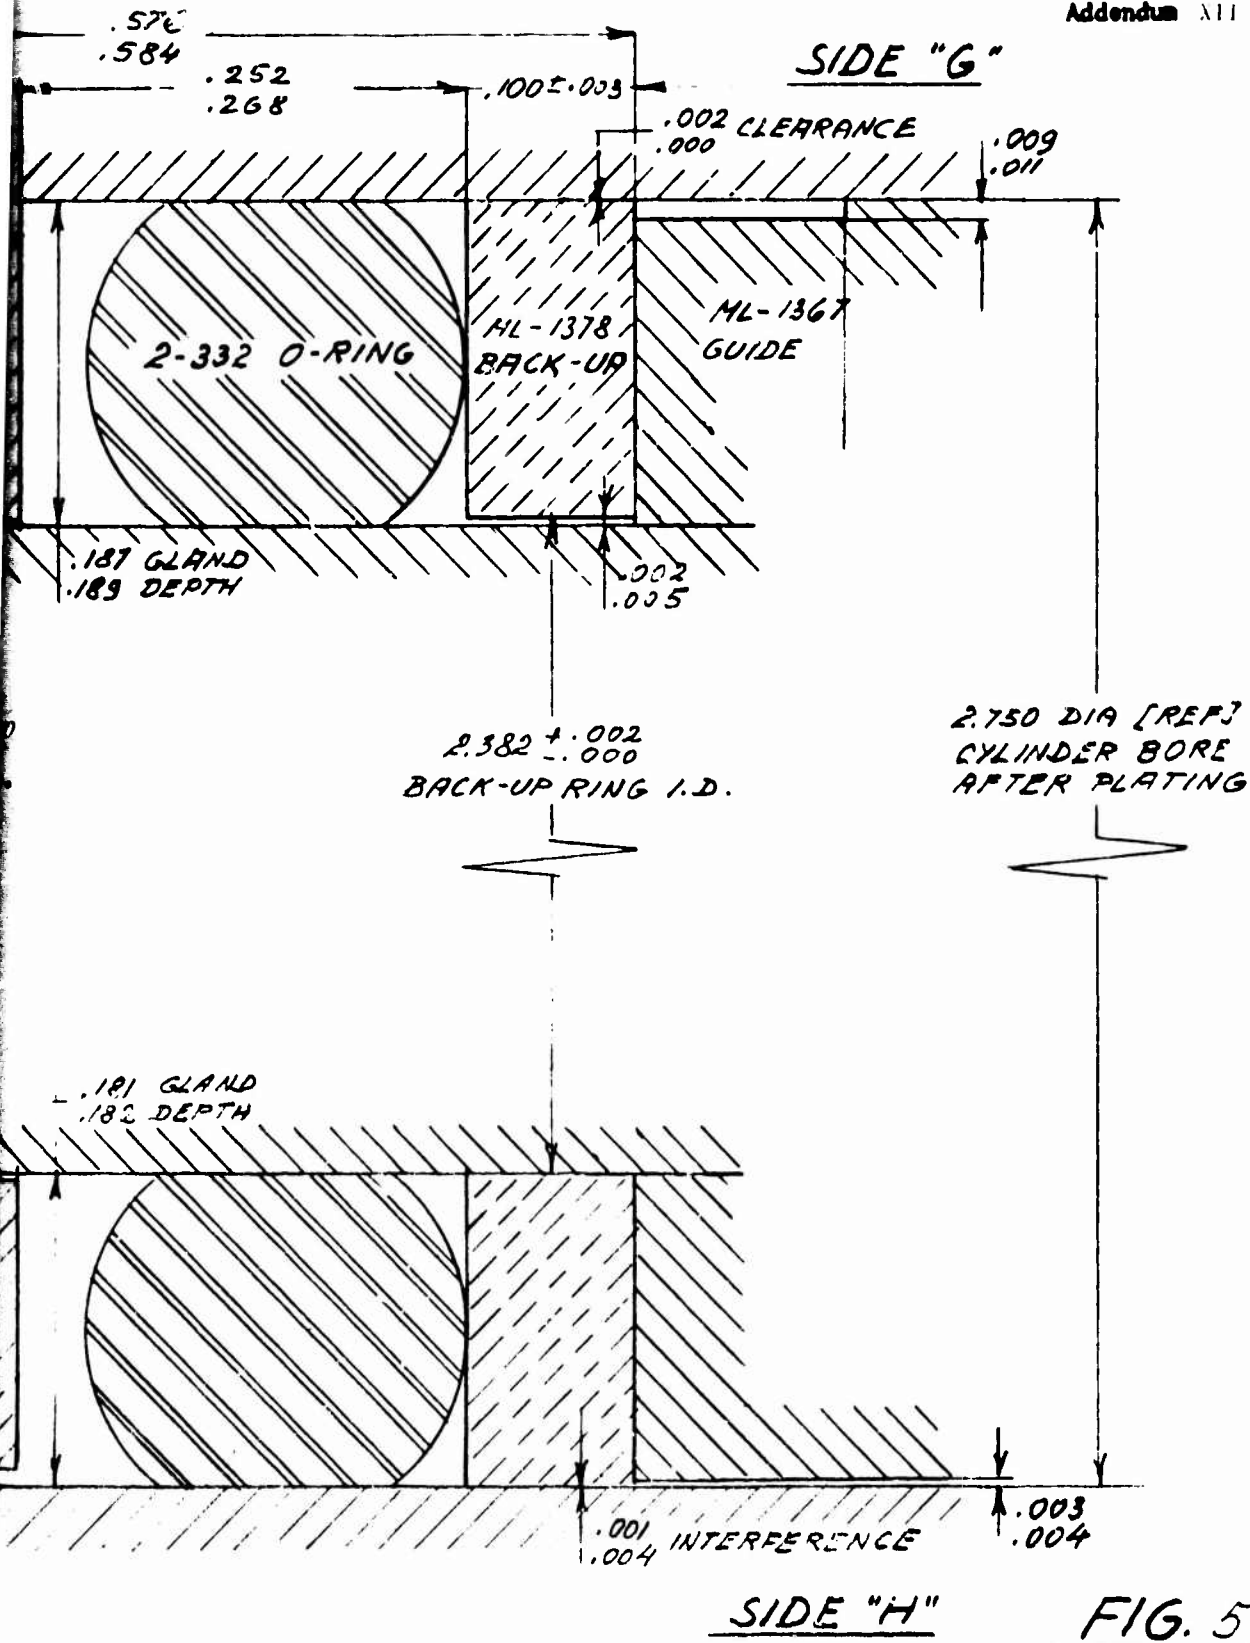 Addendum XII
.576
.584
SIDE "G"
.252
.268
.100±.003
.002 CLEARANCE
.000
.009
.011
2-332 O-RING
ML-1378
BACK-UP
ML-1367
GUIDE
.187 GLAND
.189 DEPTH
.002
.005
2.382 +.002
-.000
BACK-UP RING I.D.
2.750 DIA [REF]
CYLINDER BORE
AFTER PLATING
.181 GLAND
.182 DEPTH
.001 INTERFERENCE
.004
.003
.004
SIDE "H"
FIG. 5